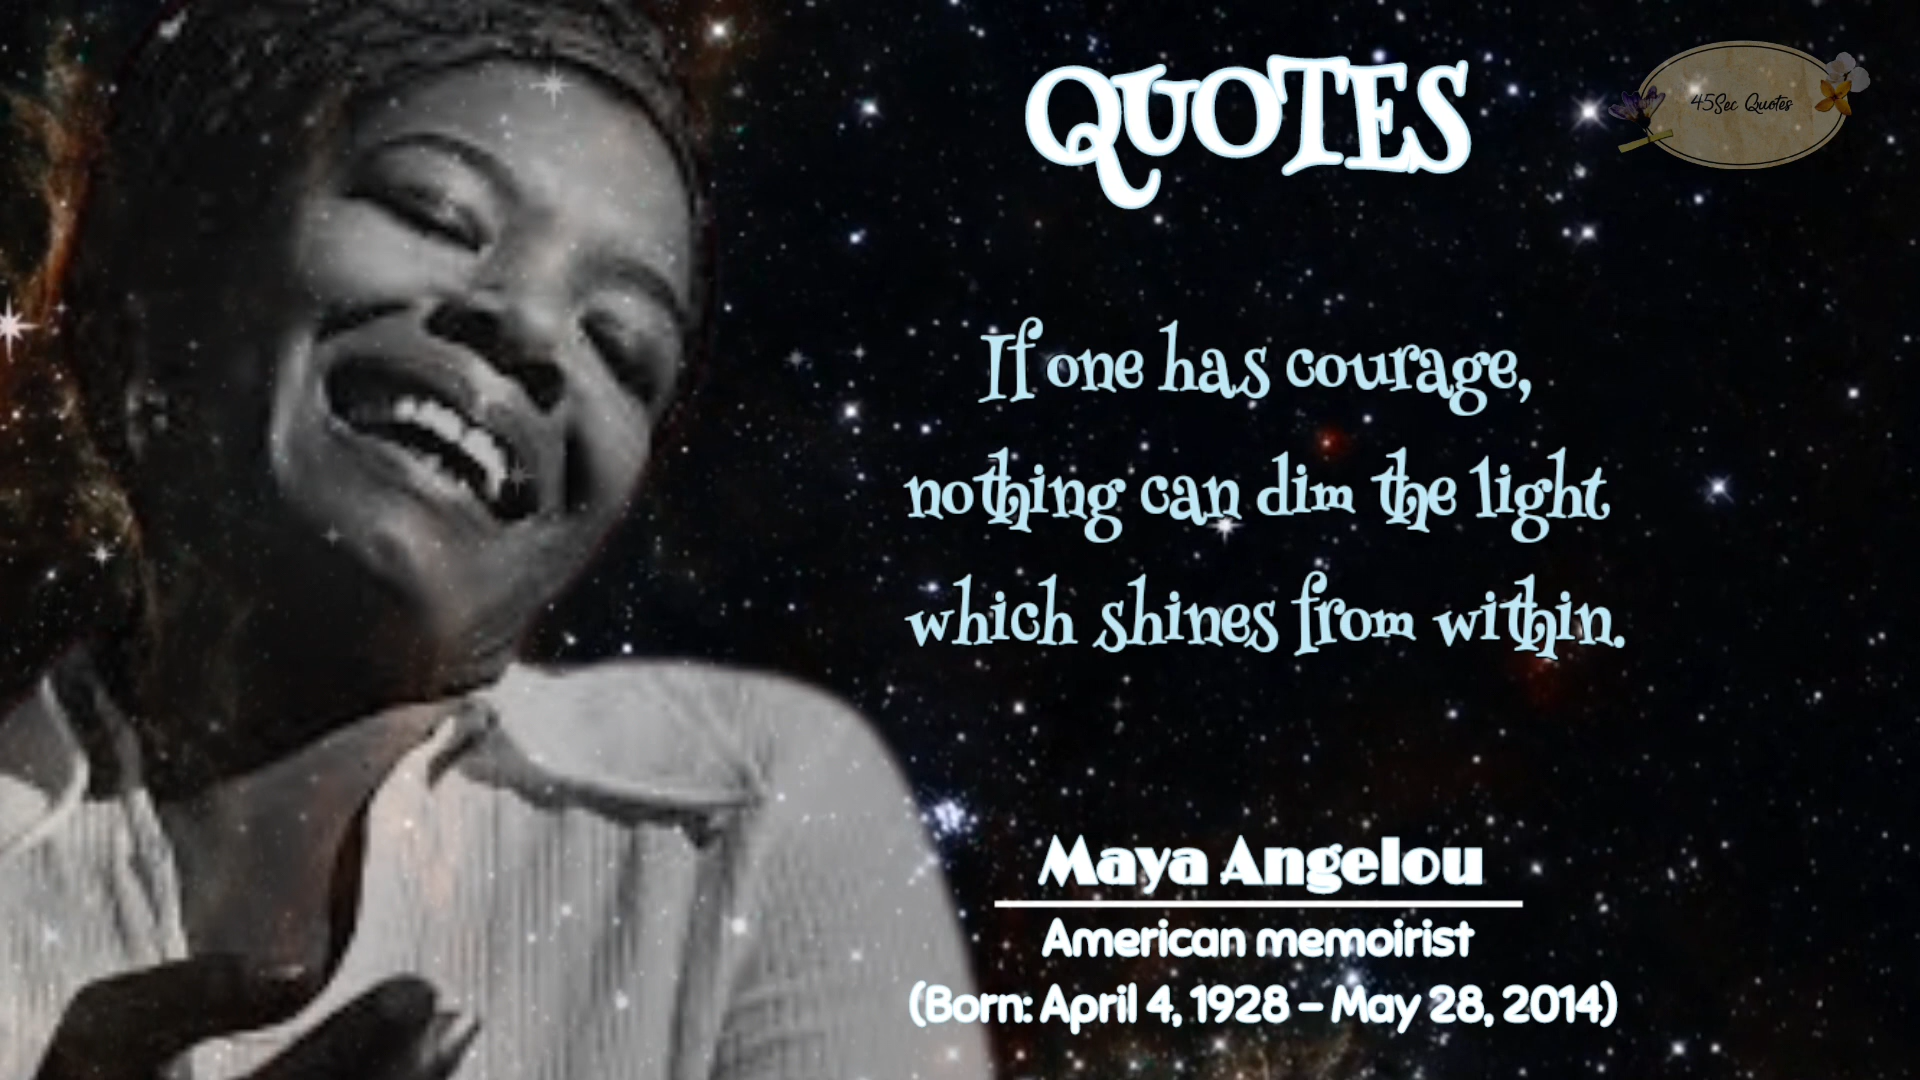 QUOTES
45Sec Quotes
If one has courage,
nothing can dim the light
which shines from within.
Maya Angelou
American memoirist
(Born: April 4, 1928 – May 28, 2014)